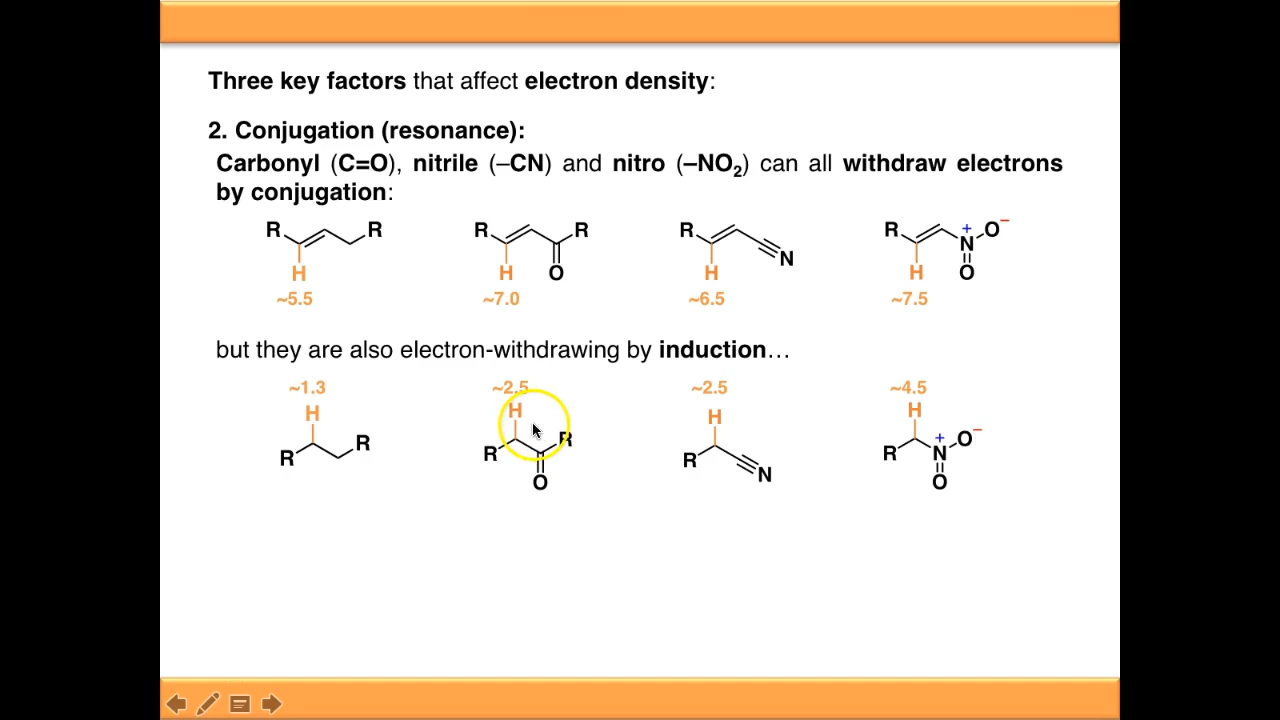 Three key factors that affect electron density:
2. Conjugation (resonance):
Carbonyl (C=O), nitrile (–CN) and nitro (–NO₂) can all withdraw electrons
by conjugation:
R R R R R R N⁺ O⁻
H H O H N H O
~5.5 ~7.0 ~6.5 ~7.5
but they are also electron-withdrawing by induction…
~1.3 ~2.5 ~2.5 ~4.5
H H H H
R R R R R R N⁺ O⁻
O N O